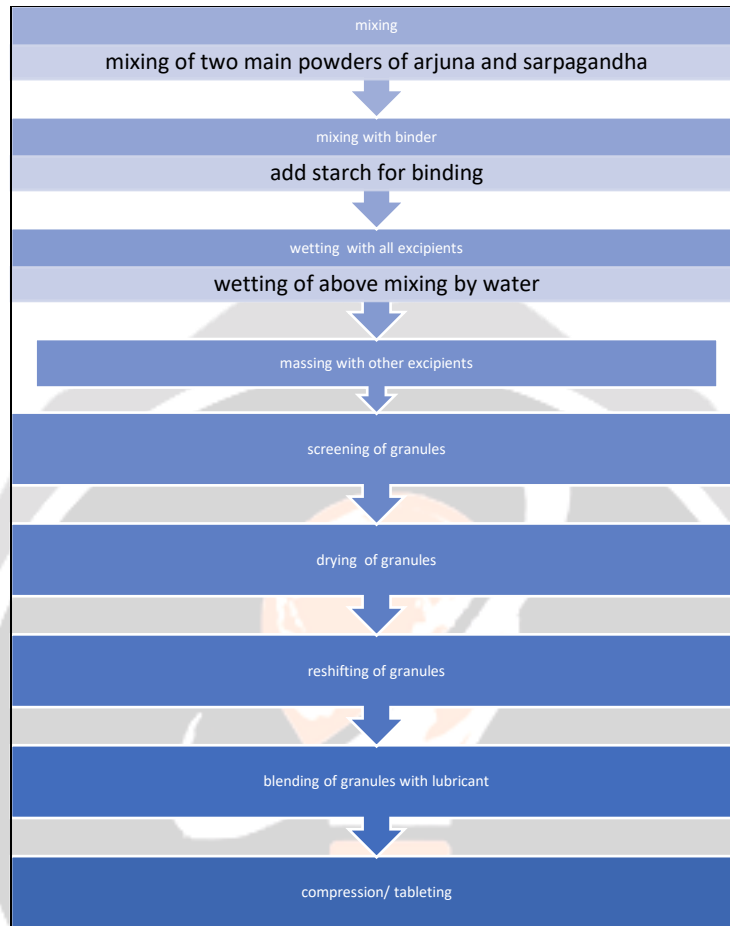 mixing
mixing of two main powders of arjuna and sarpagandha
mixing with binder
add starch for binding
wetting  with all excipients
wetting of above mixing by water
massing with other excipients
screening of granules
drying  of granules
reshifting of granules
blending of granules with lubricant
compression/ tableting